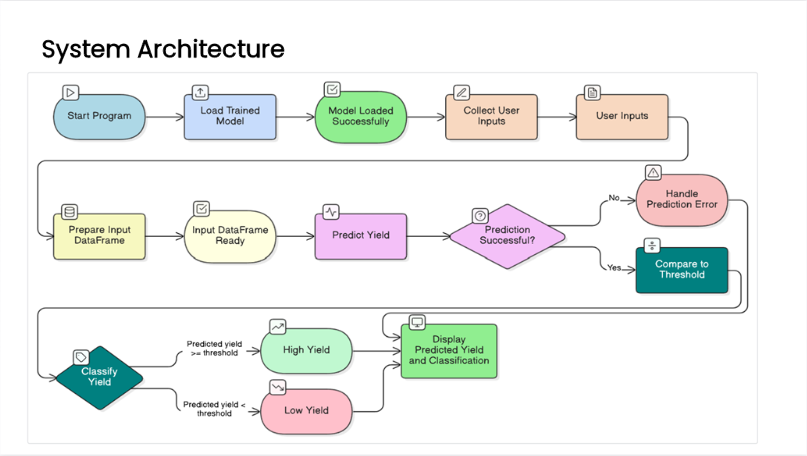 System Architecture
Start Program
Load Trained
Model
Model Loaded
Successfully
Collect User
Inputs
User Inputs
Prepare Input
DataFrame
Input DataFrame
Ready
Predict Yield
Prediction
Successful?
No
Handle
Prediction Error
Yes
Compare to
Threshold
Classify
Yield
Predicted yield
>= threshold
High Yield
Predicted yield <
threshold
Low Yield
Display
Predicted Yield
and Classification